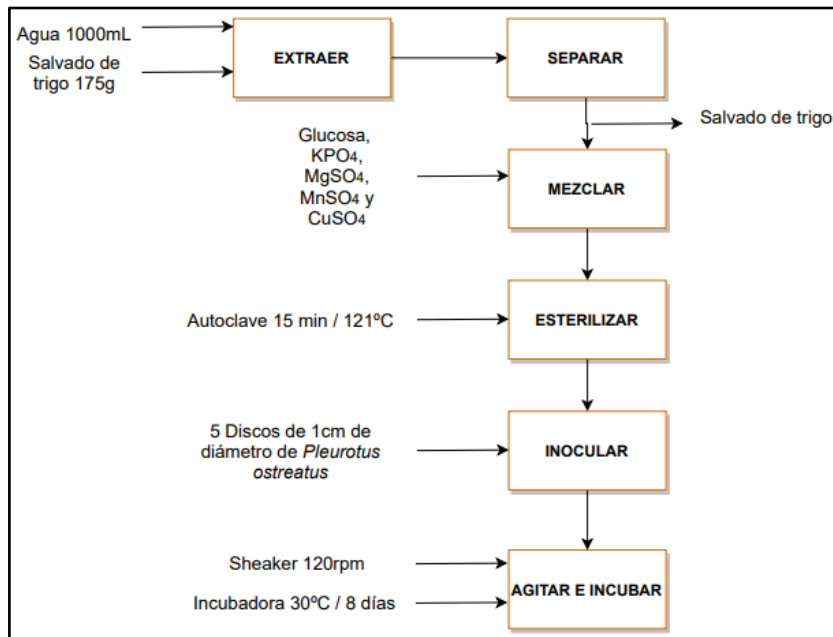 Agua 1000mL
Salvado de
trigo 175g
EXTRAER
SEPARAR
Salvado de trigo
Glucosa,
KPO4,
MgSO4,
MnSO4 y
CuSO4
MEZCLAR
Autoclave 15 min / 121ºC
ESTERILIZAR
5 Discos de 1cm de
diámetro de Pleurotus
ostreatus
INOCULAR
Sheaker 120rpm
Incubadora 30ºC / 8 días
AGITAR E INCUBAR